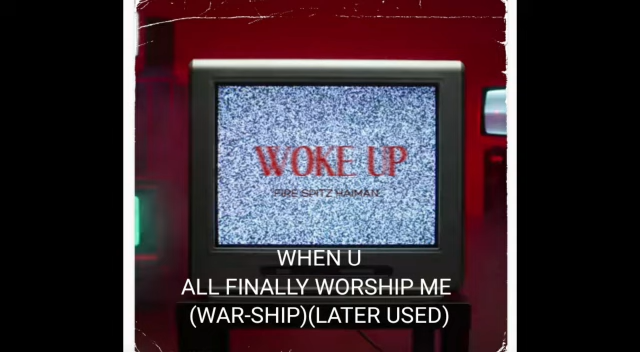 WOKE UP
FIRE SPITZ HAIMAN
WHEN U
ALL FINALLY WORSHIP ME
(WAR-SHIP)(LATER USED)